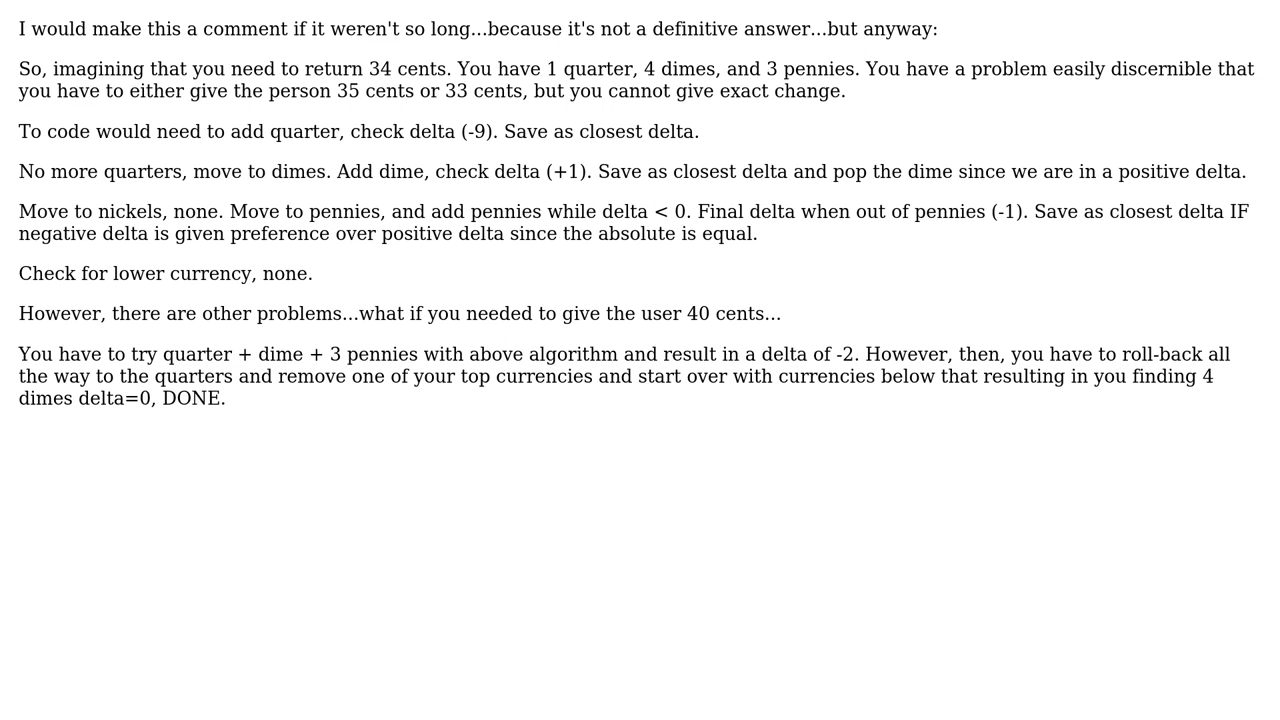 I would make this a comment if it weren't so long...because it's not a definitive answer...but anyway:
So, imagining that you need to return 34 cents. You have 1 quarter, 4 dimes, and 3 pennies. You have a problem easily discernible that
you have to either give the person 35 cents or 33 cents, but you cannot give exact change.
To code would need to add quarter, check delta (-9). Save as closest delta.
No more quarters, move to dimes. Add dime, check delta (+1). Save as closest delta and pop the dime since we are in a positive delta.
Move to nickels, none. Move to pennies, and add pennies while delta < 0. Final delta when out of pennies (-1). Save as closest delta IF
negative delta is given preference over positive delta since the absolute is equal.
Check for lower currency, none.
However, there are other problems...what if you needed to give the user 40 cents...
You have to try quarter + dime + 3 pennies with above algorithm and result in a delta of -2. However, then, you have to roll-back all
the way to the quarters and remove one of your top currencies and start over with currencies below that resulting in you finding 4
dimes delta=0, DONE.